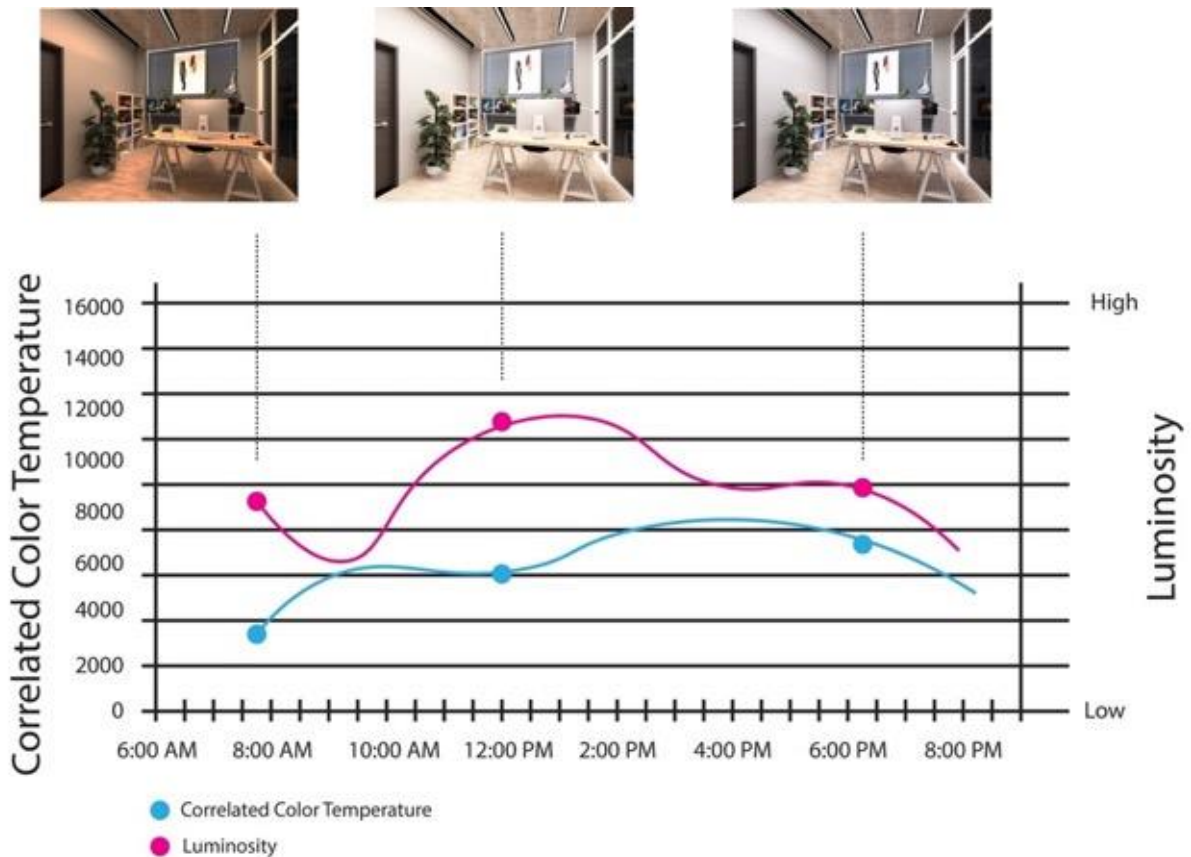 Correlated Color Temperature
16000
14000
12000
10000
8000
6000
4000
2000
0
High
Low
Luminosity
6:00 AM 8:00 AM 10:00 AM 12:00 PM 2:00 PM 4:00 PM 6:00 PM 8:00 PM
Correlated Color Temperature
Luminosity